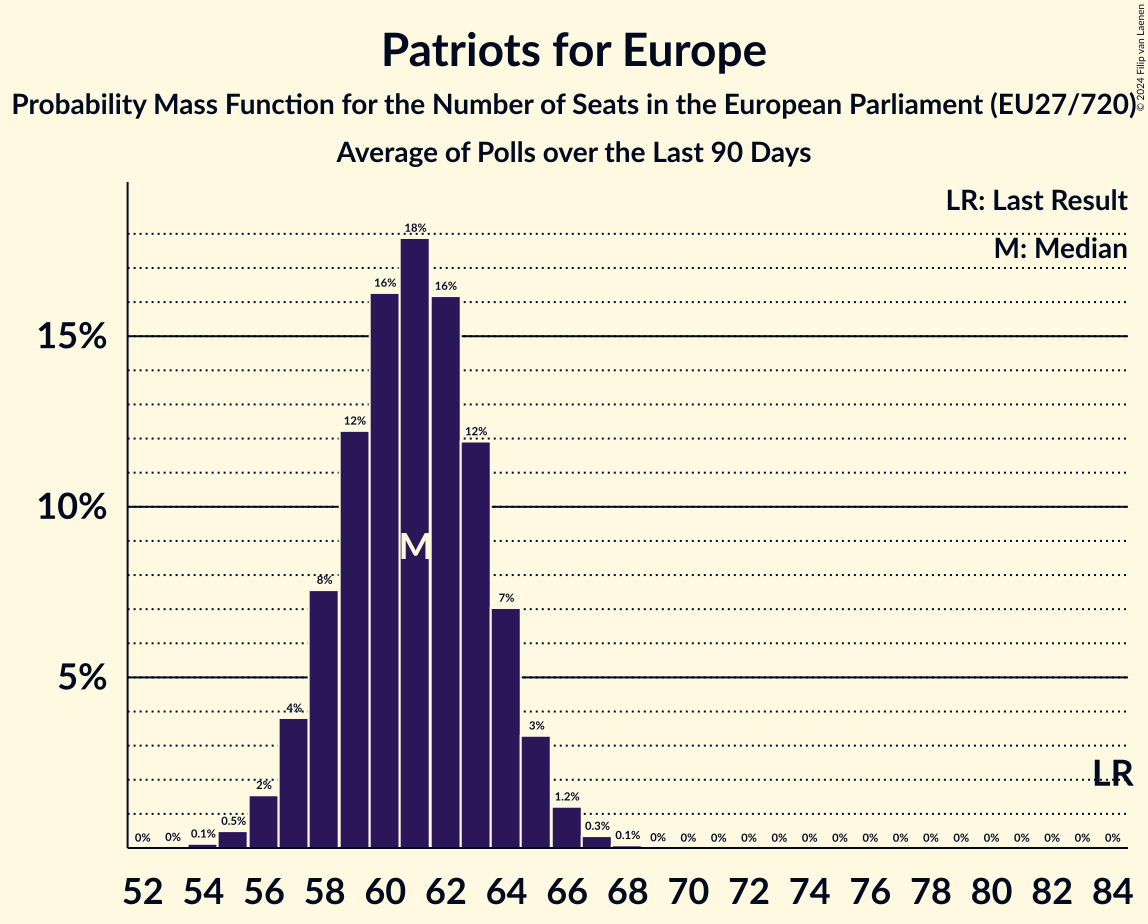 Patriots for Europe
Probability Mass Function for the Number of Seats in the European Parliament (EU27/720)
Average of Polls over the Last 90 Days
© 2024 Filip van Laenen
LR: Last Result
M: Median
15%
10%
5%
0% 0% 0.1% 0.5% 2% 4% 8% 12% 16% 18% 16% 12% 7% 3% 1.2% 0.3% 0.1% 0% 0% 0% 0% 0% 0% 0% 0% 0% 0% 0% 0% 0% 0% 0% 0%
M
LR
52 54 56 58 60 62 64 66 68 70 72 74 76 78 80 82 84